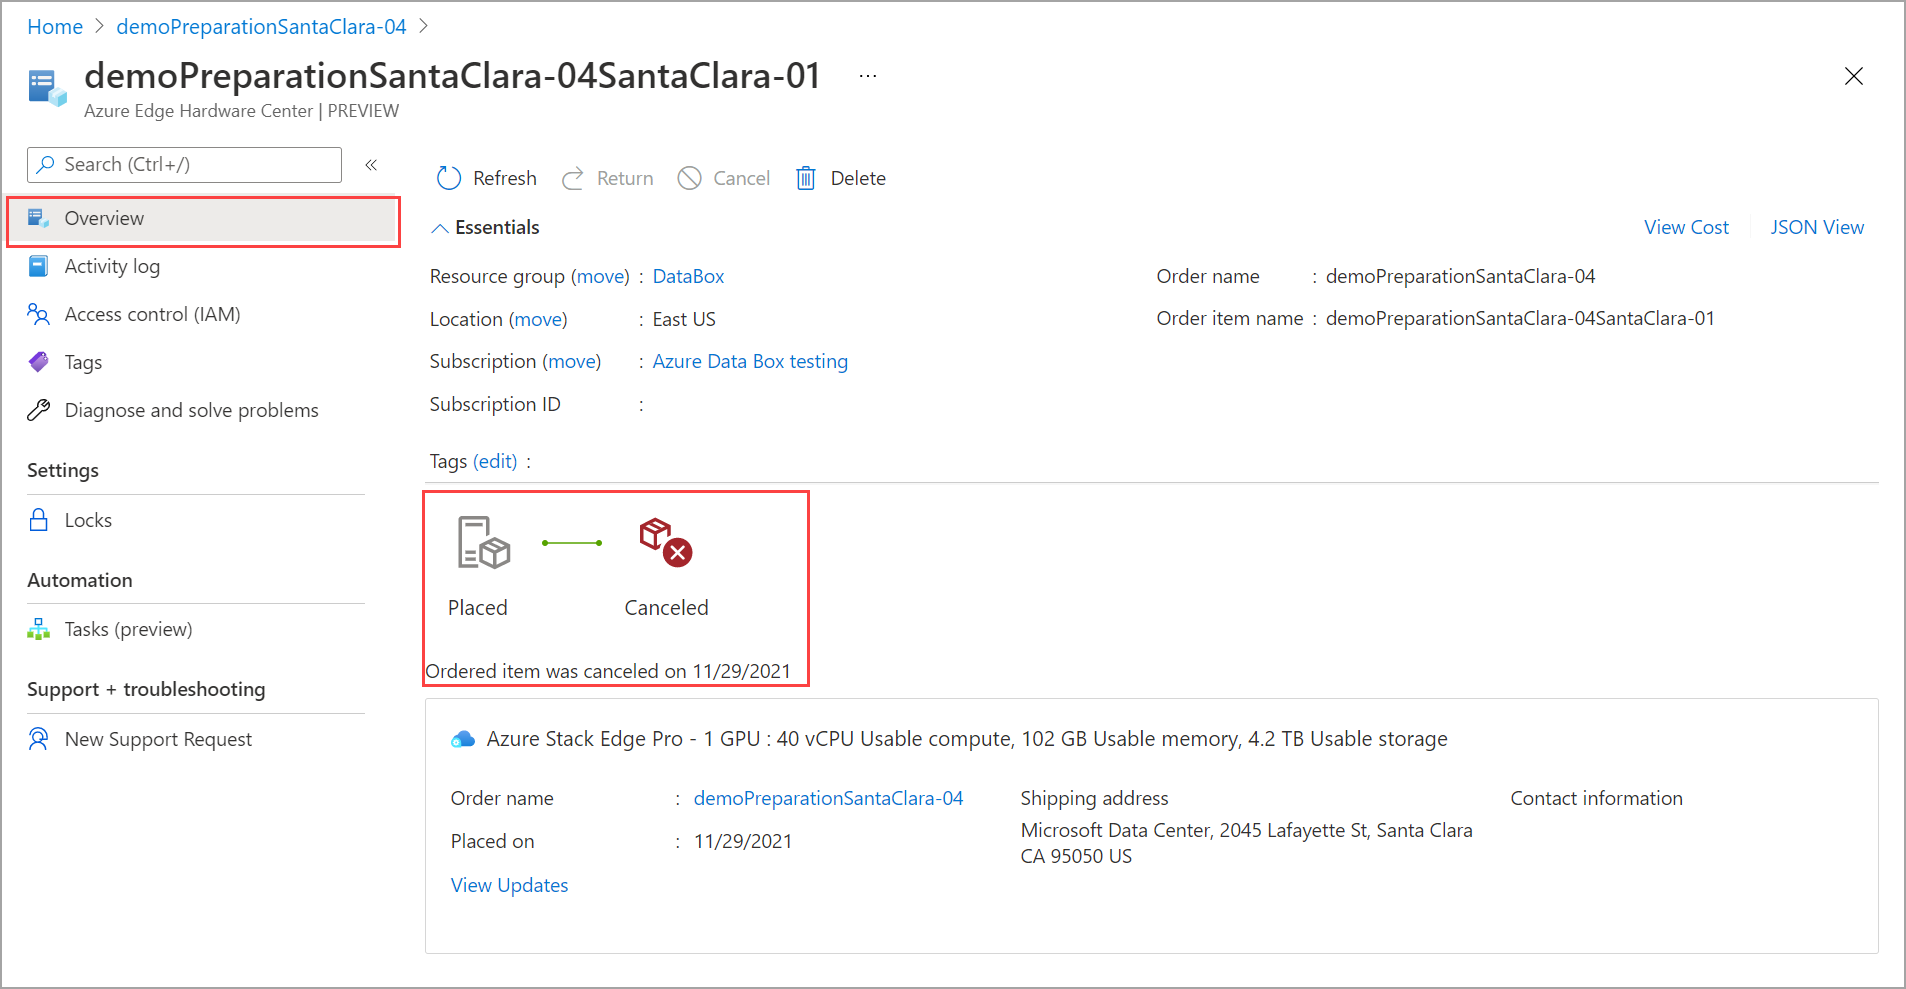 Home > demoPreparationSantaClara-04 >
demoPreparationSantaClara-04SantaClara-01 ...
Azure Edge Hardware Center | PREVIEW
Search (Ctrl+/) «
Overview
Activity log
Access control (IAM)
Tags
Diagnose and solve problems
Settings
Locks
Automation
Tasks (preview)
Support + troubleshooting
New Support Request
Refresh Return Cancel Delete
Essentials View Cost JSON View
Resource group (move) : DataBox
Location (move) : East US
Subscription (move) : Azure Data Box testing
Subscription ID :
Order name : demoPreparationSantaClara-04
Order item name : demoPreparationSantaClara-04SantaClara-01
Tags (edit) :
Placed Canceled
Ordered item was canceled on 11/29/2021
Azure Stack Edge Pro - 1 GPU : 40 vCPU Usable compute, 102 GB Usable memory, 4.2 TB Usable storage
Order name : demoPreparationSantaClara-04
Placed on : 11/29/2021
View Updates
Shipping address
Microsoft Data Center, 2045 Lafayette St, Santa Clara
CA 95050 US
Contact information